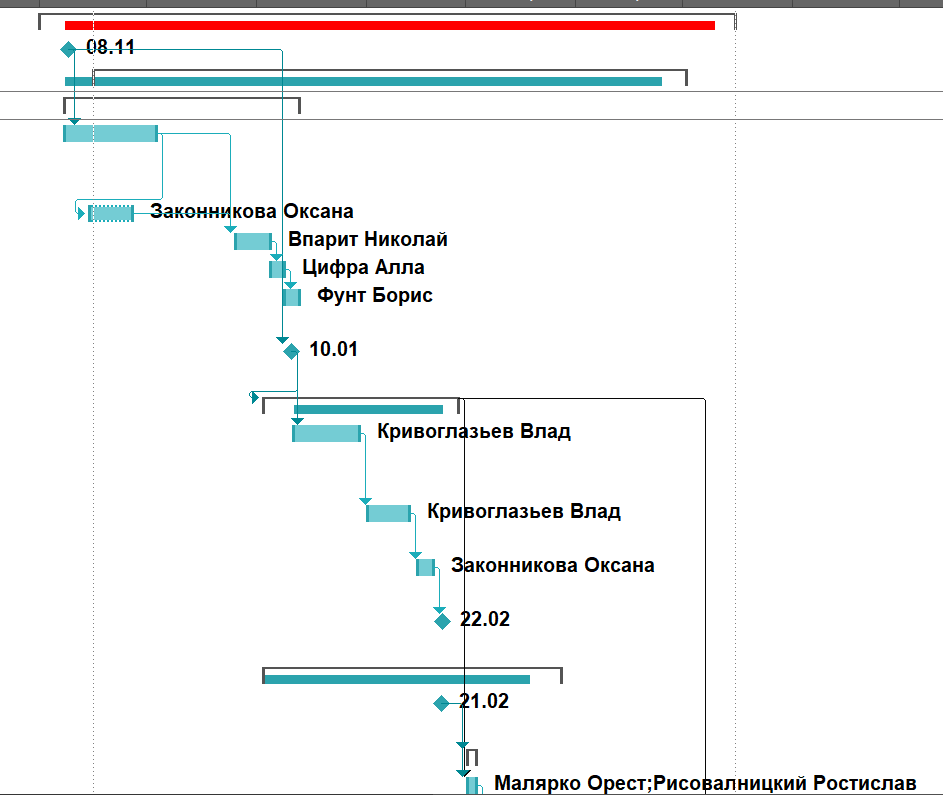 08.11
Законникова Оксана
Впарит Николай
Цифра Алла
Фунт Борис
10.01
Кривоглазьев Влад
Кривоглазьев Влад
Законникова Оксана
22.02
21.02
Малярко Орест;Рисовалницкий Ростислав